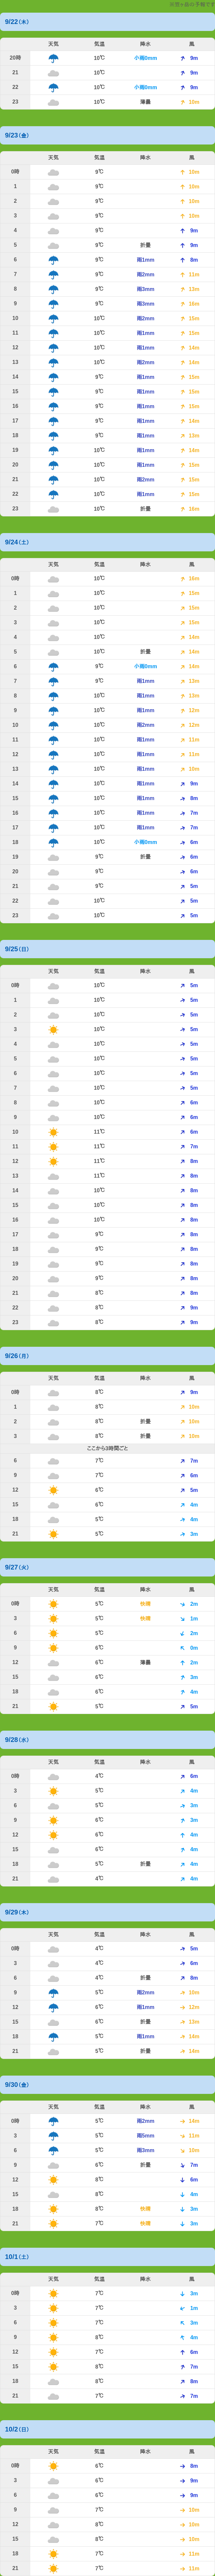 9/22（木）
天気 気温 降水 風
20時 10℃ 小雨0mm 9m
21 10℃ 9m
22 10℃ 小雨0mm 9m
23 10℃ 薄曇 10m
9/23（金）
天気 気温 降水 風
0時 9℃ 10m
1 9℃ 10m
2 9℃ 10m
3 9℃ 10m
4 9℃ 9m
5 9℃ 折曇 9m
6 9℃ 雨1mm 8m
7 9℃ 雨2mm 11m
8 9℃ 雨3mm 13m
9 9℃ 雨3mm 16m
10 9℃ 雨2mm 15m
11 9℃ 雨1mm 15m
12 9℃ 雨1mm 14m
13 10℃ 雨2mm 14m
14 9℃ 雨1mm 15m
15 9℃ 雨1mm 15m
16 9℃ 雨1mm 15m
17 9℃ 雨1mm 14m
18 9℃ 雨1mm 13m
19 10℃ 雨1mm 14m
20 10℃ 雨1mm 15m
21 10℃ 雨2mm 15m
22 10℃ 雨1mm 15m
23 10℃ 折曇 16m
9/24（土）
天気 気温 降水 風
0時 10℃ 16m
1 10℃ 15m
2 10℃ 15m
3 10℃ 15m
4 10℃ 14m
5 10℃ 折曇 14m
6 9℃ 小雨0mm 14m
7 9℃ 雨1mm 13m
8 10℃ 雨1mm 13m
9 10℃ 雨1mm 12m
10 10℃ 雨2mm 12m
11 10℃ 雨1mm 11m
12 10℃ 雨1mm 11m
13 10℃ 雨1mm 10m
14 10℃ 雨1mm 9m
15 10℃ 雨1mm 8m
16 10℃ 雨1mm 7m
17 10℃ 雨1mm 7m
18 10℃ 小雨0mm 6m
19 9℃ 折曇 6m
20 9℃ 6m
21 9℃ 5m
22 10℃ 5m
23 10℃ 5m
9/25（日）
天気 気温 降水 風
0時 10℃ 5m
1 10℃ 5m
2 10℃ 5m
3 10℃ 5m
4 10℃ 5m
5 10℃ 5m
6 10℃ 5m
7 10℃ 5m
8 10℃ 6m
9 10℃ 6m
10 11℃ 6m
11 11℃ 7m
12 11℃ 8m
13 11℃ 8m
14 10℃ 8m
15 10℃ 8m
16 10℃ 8m
17 9℃ 8m
18 9℃ 8m
19 9℃ 8m
20 9℃ 8m
21 8℃ 8m
22 8℃ 9m
23 8℃ 9m
9/26（月）
天気 気温 降水 風
0時 8℃ 9m
1 8℃ 10m
2 8℃ 折曇 10m
3 8℃ 折曇 10m
ここから3時間ごと
6 7℃ 7m
9 7℃ 6m
12 6℃ 5m
15 6℃ 4m
18 5℃ 4m
21 5℃ 3m
9/27（火）
天気 気温 降水 風
0時 5℃ 快晴 2m
3 5℃ 快晴 1m
6 5℃ 2m
9 6℃ 0m
12 6℃ 薄曇 2m
15 6℃ 3m
18 6℃ 4m
21 5℃ 5m
9/28（水）
天気 気温 降水 風
0時 4℃ 6m
3 5℃ 4m
6 5℃ 3m
9 6℃ 3m
12 6℃ 4m
15 6℃ 4m
18 5℃ 折曇 4m
21 4℃ 4m
9/29（木）
天気 気温 降水 風
0時 4℃ 5m
3 4℃ 6m
6 4℃ 折曇 8m
9 5℃ 雨2mm 10m
12 6℃ 雨1mm 12m
15 6℃ 折曇 13m
18 5℃ 雨1mm 14m
21 5℃ 折曇 14m
9/30（金）
天気 気温 降水 風
0時 5℃ 雨2mm 14m
3 5℃ 雨5mm 11m
6 5℃ 雨3mm 10m
9 6℃ 折曇 7m
12 8℃ 6m
15 8℃ 4m
18 8℃ 快晴 3m
21 7℃ 快晴 3m
10/1（土）
天気 気温 降水 風
0時 7℃ 3m
3 7℃ 1m
6 7℃ 3m
9 8℃ 4m
12 7℃ 6m
15 8℃ 7m
18 8℃ 8m
21 7℃ 7m
10/2（日）
天気 気温 降水 風
0時 6℃ 8m
3 6℃ 9m
6 6℃ 9m
9 7℃ 10m
12 8℃ 10m
15 8℃ 10m
18 7℃ 11m
21 7℃ 11m